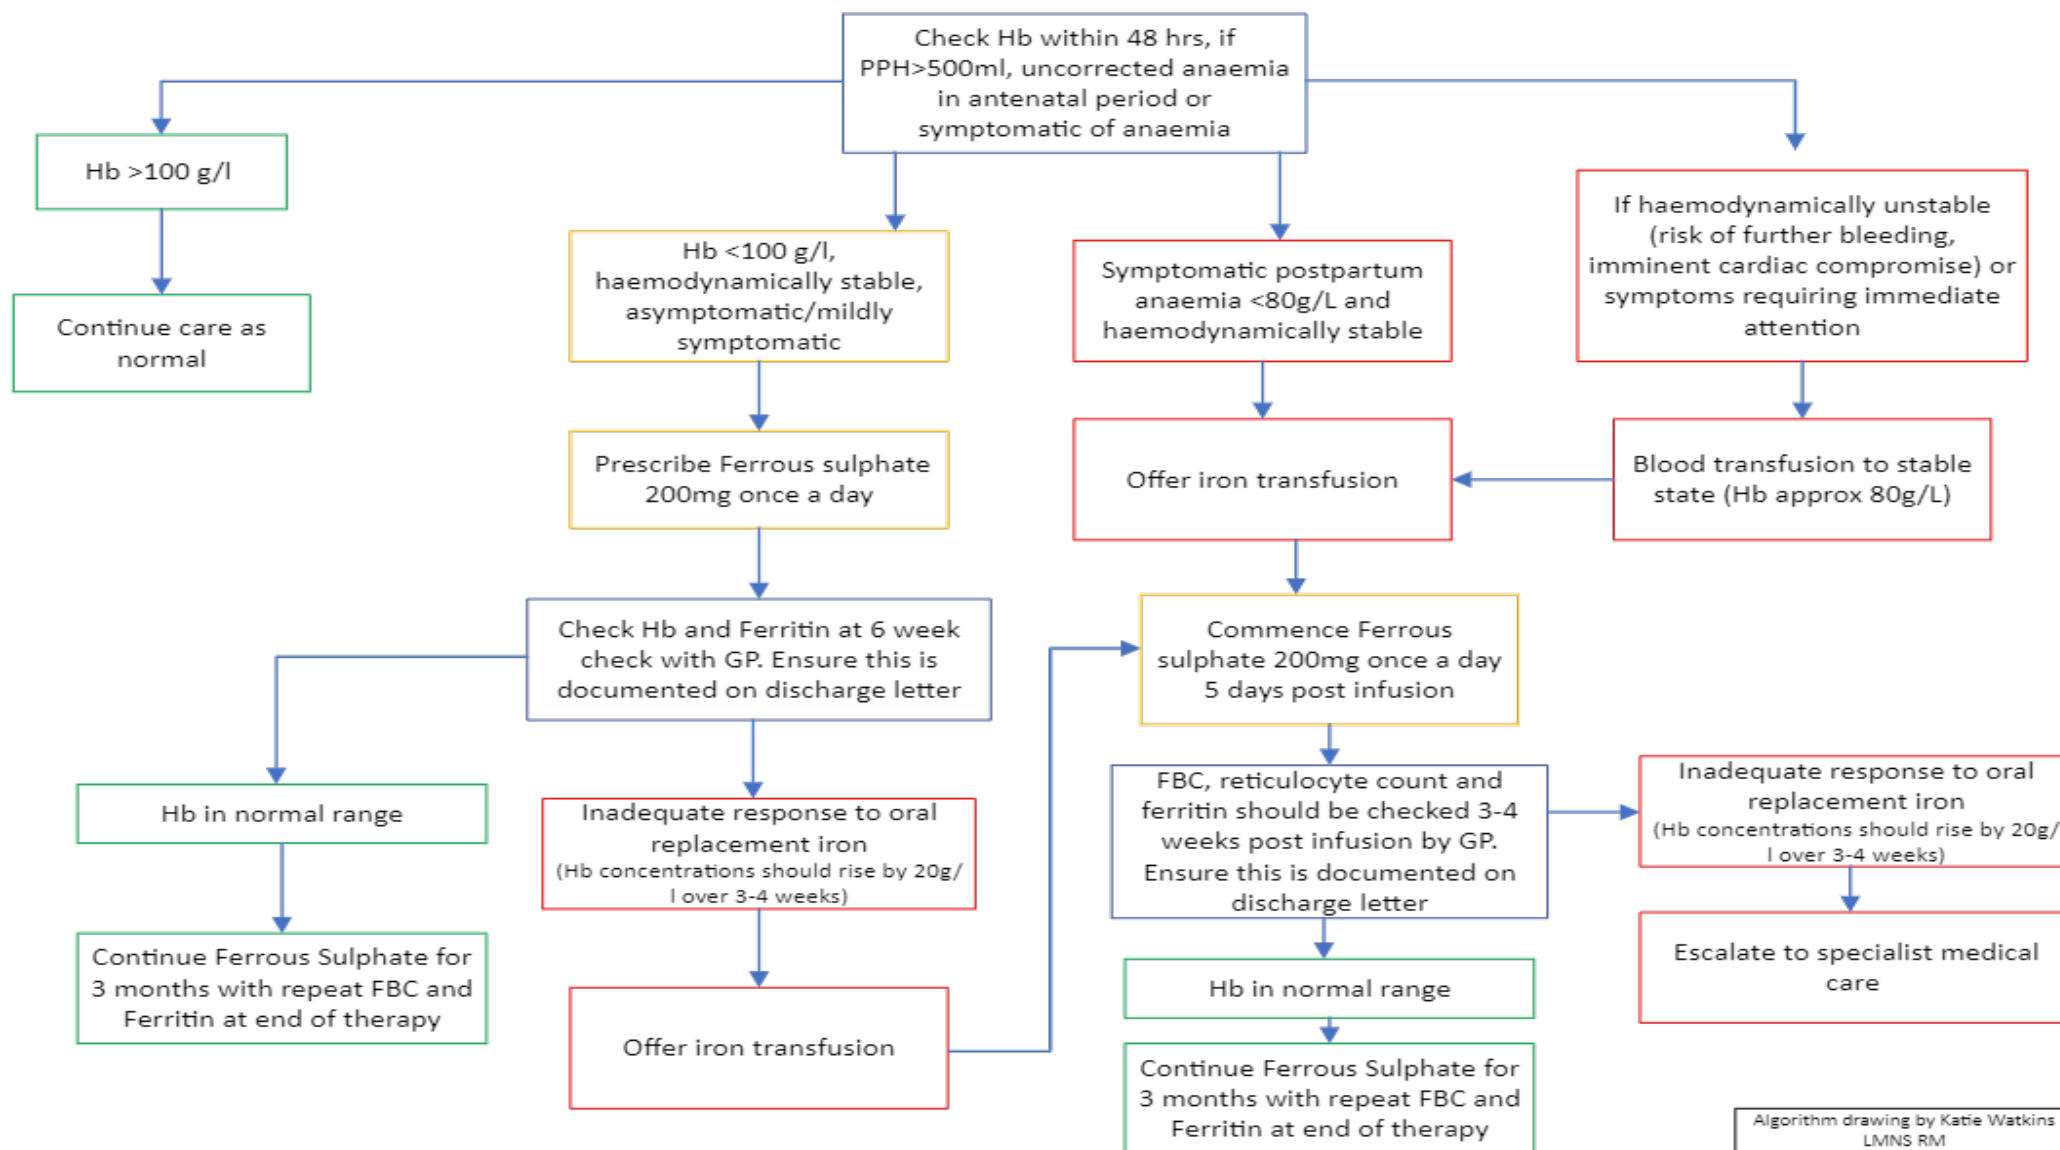 Check Hb within 48 hrs, if
PPH>500ml, uncorrected anaemia
in antenatal period or
symptomatic of anaemia
Hb >100 g/l
Continue care as
normal
Hb <100 g/l,
haemodynamically stable,
asymptomatic/mildly
symptomatic
Prescribe Ferrous sulphate
200mg once a day
Check Hb and Ferritin at 6 week
check with GP. Ensure this is
documented on discharge letter
Hb in normal range
Continue Ferrous Sulphate for
3 months with repeat FBC and
Ferritin at end of therapy
Inadequate response to oral
replacement iron
(Hb concentrations should rise by 20g/
l over 3-4 weeks)
Offer iron transfusion
Symptomatic postpartum
anaemia <80g/L and
haemodynamically stable
Offer iron transfusion
If haemodynamically unstable
(risk of further bleeding,
imminent cardiac compromise) or
symptoms requiring immediate
attention
Blood transfusion to stable
state (Hb approx 80g/L)
Commence Ferrous
sulphate 200mg once a day
5 days post infusion
FBC, reticulocyte count and
ferritin should be checked 3-4
weeks post infusion by GP.
Ensure this is documented on
discharge letter
Hb in normal range
Continue Ferrous Sulphate for
3 months with repeat FBC and
Ferritin at end of therapy
Inadequate response to oral
replacement iron
(Hb concentrations should rise by 20g/
l over 3-4 weeks)
Escalate to specialist medical
care
Algorithm drawing by Katie Watkins
LMNS RM